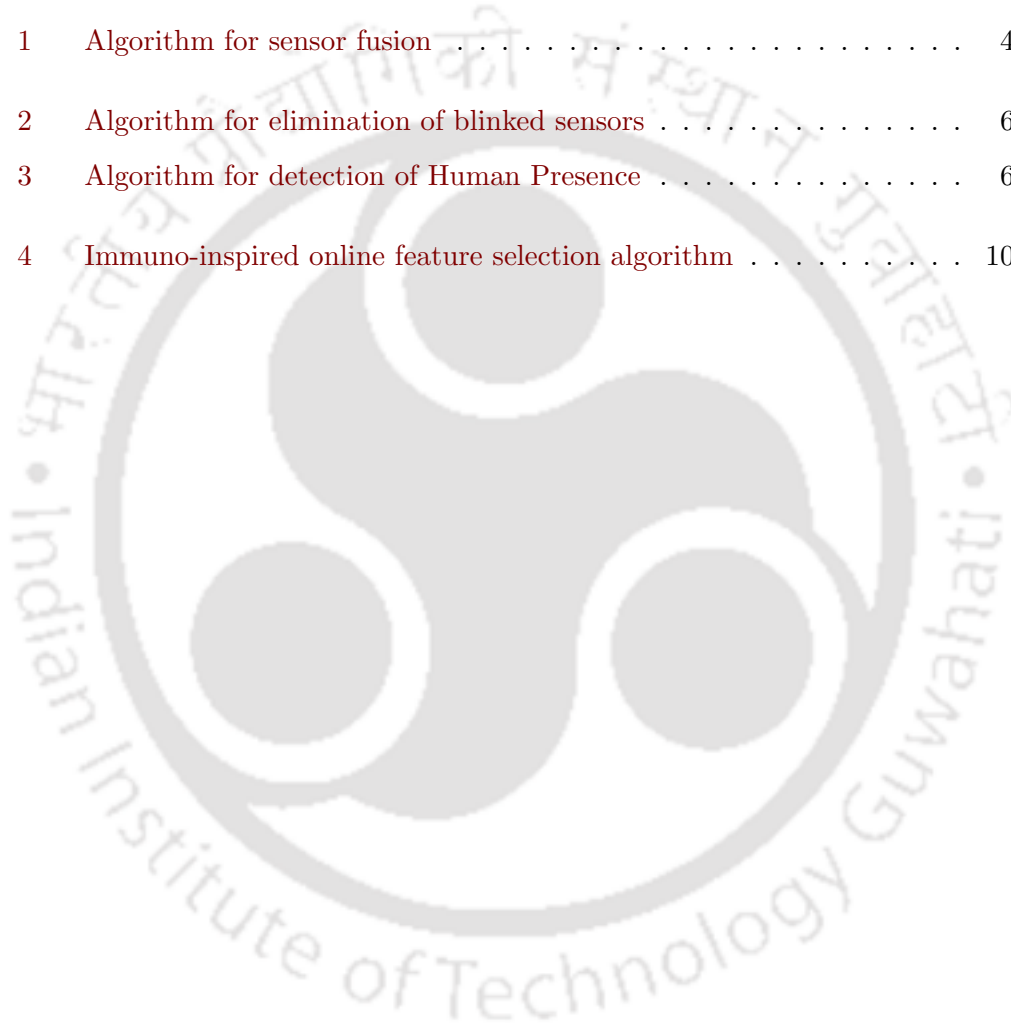 1 Algorithm for sensor fusion . . . . . . . . . . . . . . . . . . . . . . . 4
2 Algorithm for elimination of blinked sensors . . . . . . . . . . . . . . 6
3 Algorithm for detection of Human Presence . . . . . . . . . . . . . . 6
4 Immuno-inspired online feature selection algorithm . . . . . . . . . . 10
भारतीय प्रौद्योगिकी संस्थान गुवाहाटी
• Indian Institute of Technology Guwahati •